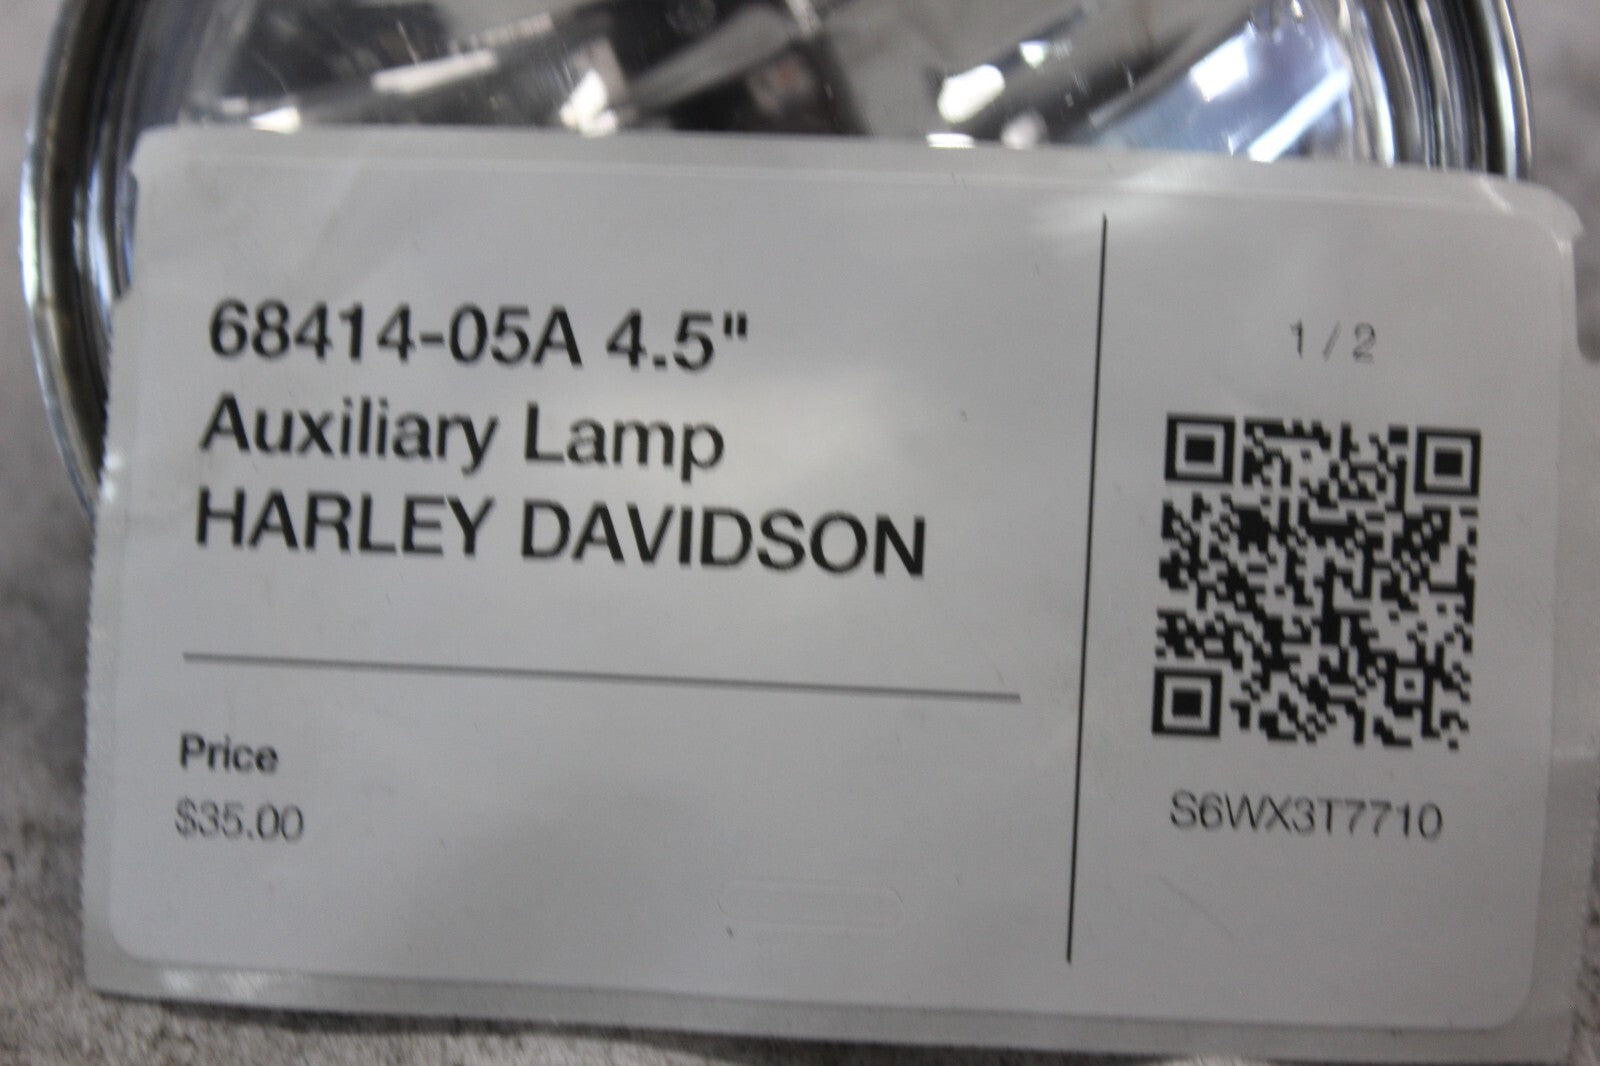 68414-05A 4.5"
Auxiliary Lamp
HARLEY DAVIDSON
Price
$35.00
1 / 2
S6WX3T7710